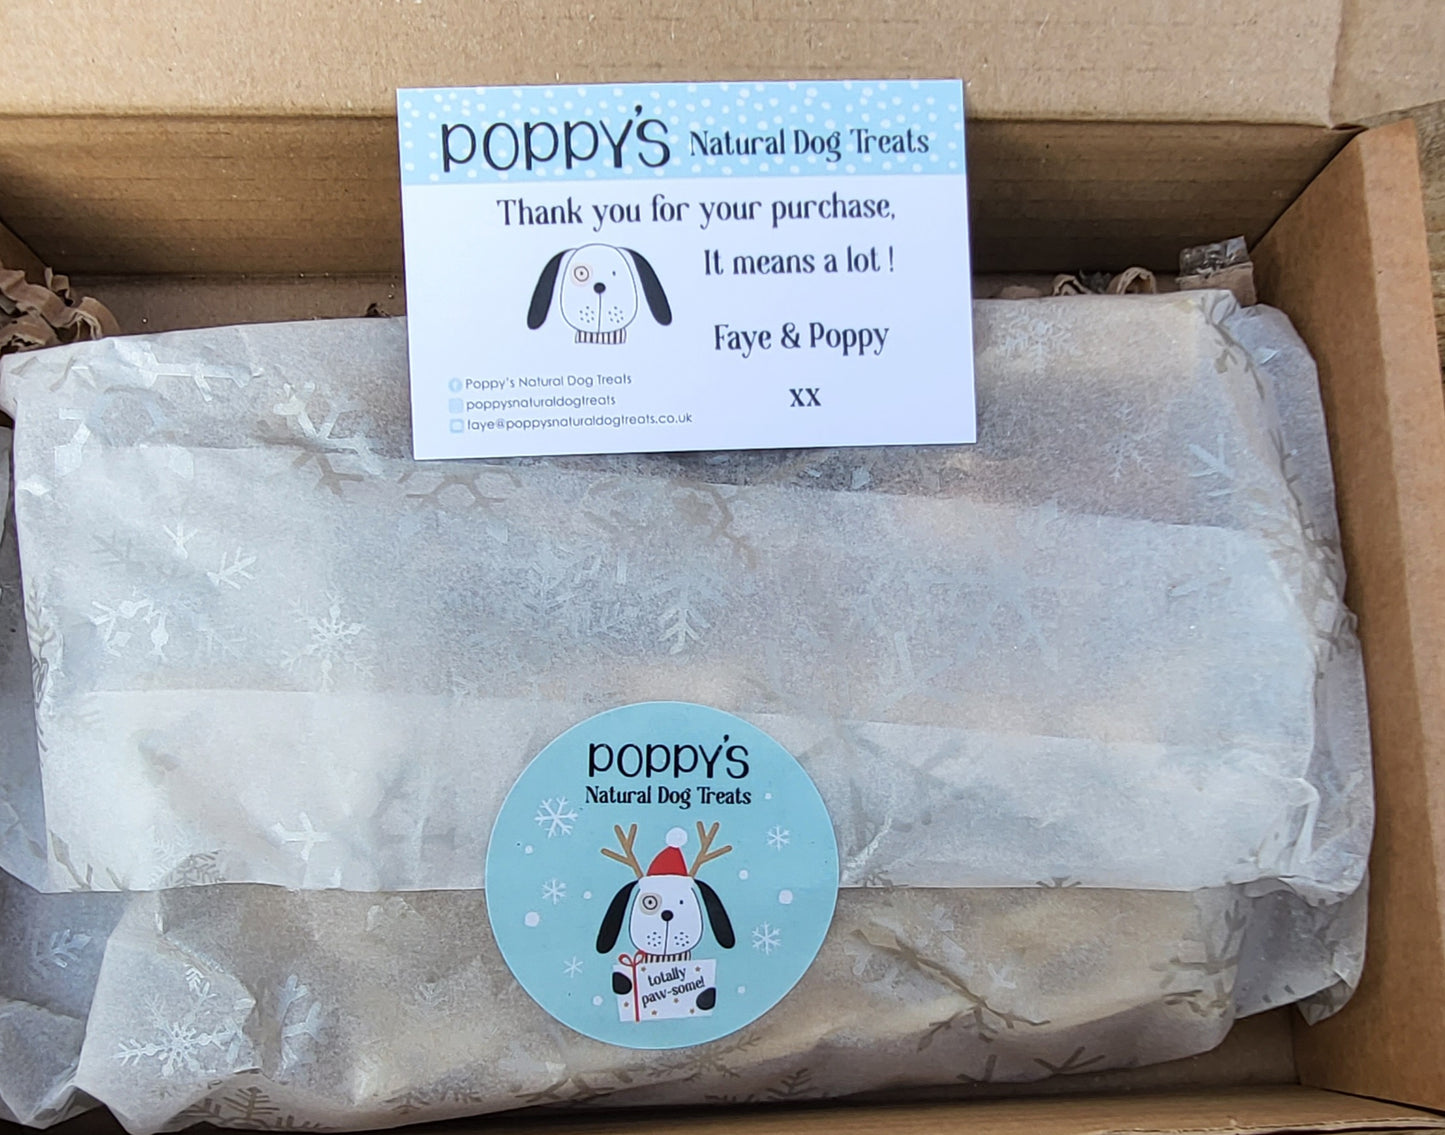 POPPY'S Natural Dog Treats
Thank you for your purchase,
It means a lot !
Faye & Poppy
xx
Poppy's Natural Dog Treats
poppysnaturaldogtreats
faye@poppysnaturaldogtreats.co.uk
POPPY'S
Natural Dog Treats
totally
paw-some!